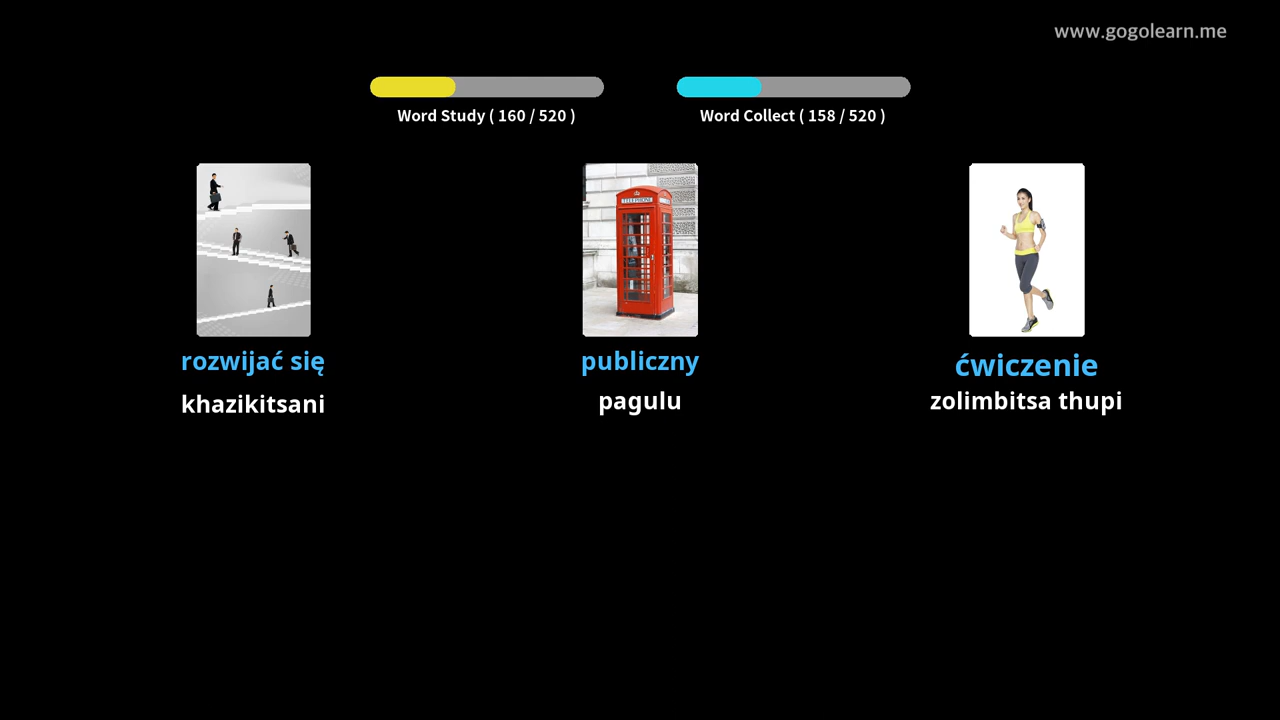 www.gogolearn.me
Word Study ( 160 / 520 )
Word Collect ( 158 / 520 )
TELEPHONE
rozwijać się
publiczny
ćwiczenie
khazikitsani
pagulu
zolimbitsa thupi